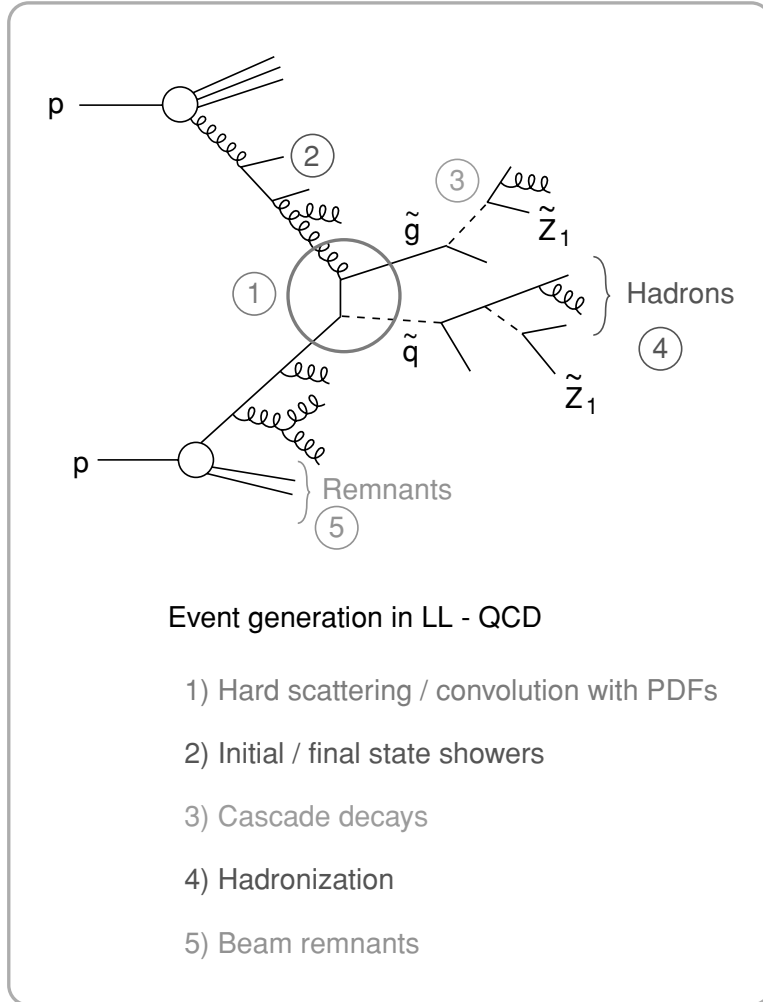 p
2
3
g̃
Z̃1
1
Hadrons
4
q̃
Z̃1
p
Remnants
5
Event generation in LL - QCD
1) Hard scattering / convolution with PDFs
2) Initial / final state showers
3) Cascade decays
4) Hadronization
5) Beam remnants